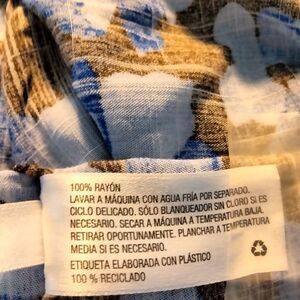 100% RAYÓN
LAVAR A MÁQUINA CON AGUA FRÍA POR SEPARADO.
CICLO DELICADO. SÓLO BLANQUEADOR SIN CLORO SI ES
NECESARIO. SECAR A MÁQUINA A TEMPERATURA BAJA.
RETIRAR OPORTUNAMENTE. PLANCHAR A TEMPERATURA
MEDIA SI ES NECESARIO.
ETIQUETA ELABORADA CON PLÁSTICO
100 % RECICLADO